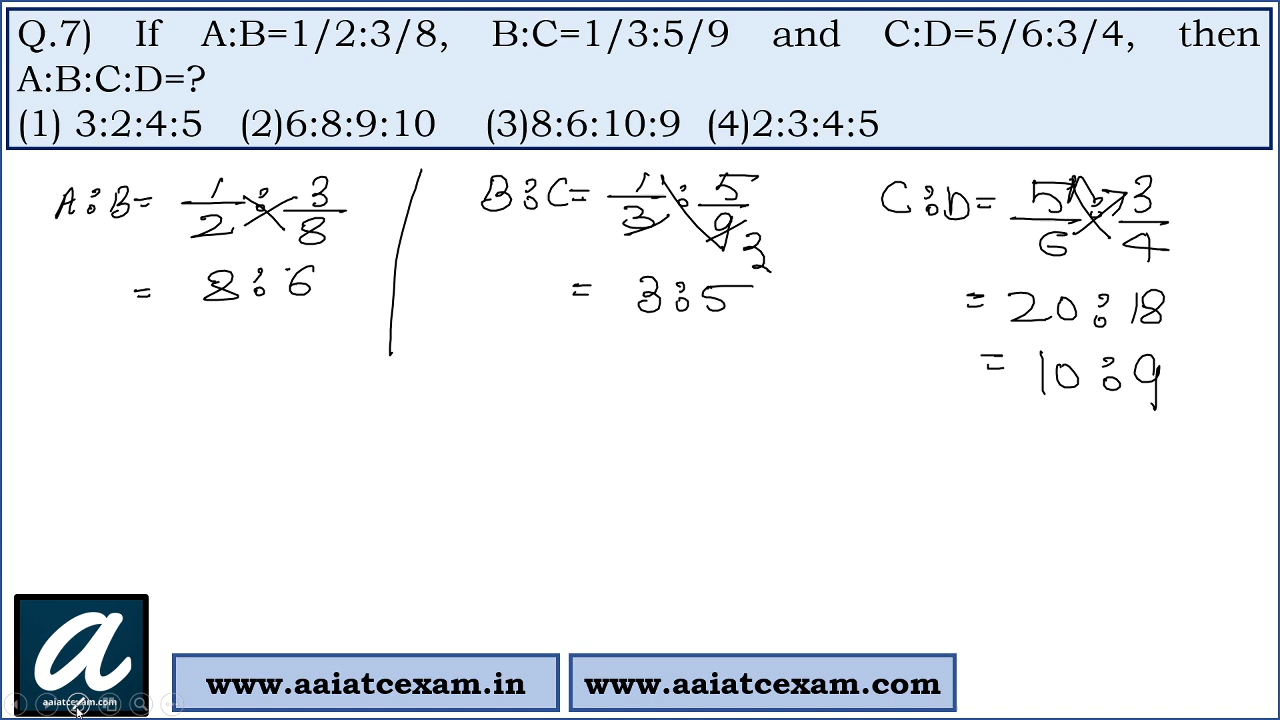 Q.7) If A:B=1/2:3/8, B:C=1/3:5/9 and C:D=5/6:3/4, then
A:B:C:D=?
(1) 3:2:4:5 (2)6:8:9:10 (3)8:6:10:9 (4)2:3:4:5
A:B= 1/2 : 3/8
= 8:6
B:C= 1/3 : 5/9 3
= 3:5
C:D= 5/6 : 3/4
= 20:18
= 10:9
a
aaiatcexam.com
www.aaiatcexam.in
www.aaiatcexam.com